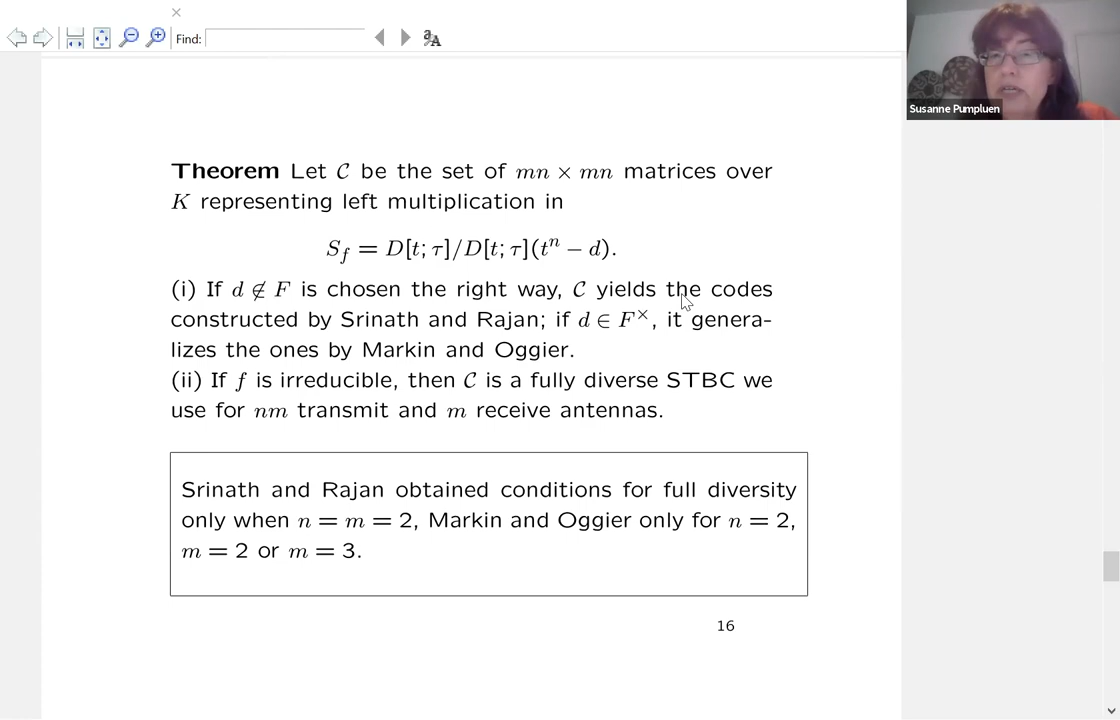 Find:
Susanne Pumpluen
Theorem Let 𝒞 be the set of mn × mn matrices over
K representing left multiplication in
S_f = D[t; τ]/D[t; τ](tⁿ − d).
(i) If d ∉ F is chosen the right way, 𝒞 yields the codes
constructed by Srinath and Rajan; if d ∈ F^×, it genera-
lizes the ones by Markin and Oggier.
(ii) If f is irreducible, then 𝒞 is a fully diverse STBC we
use for nm transmit and m receive antennas.
Srinath and Rajan obtained conditions for full diversity
only when n = m = 2, Markin and Oggier only for n = 2,
m = 2 or m = 3.
16